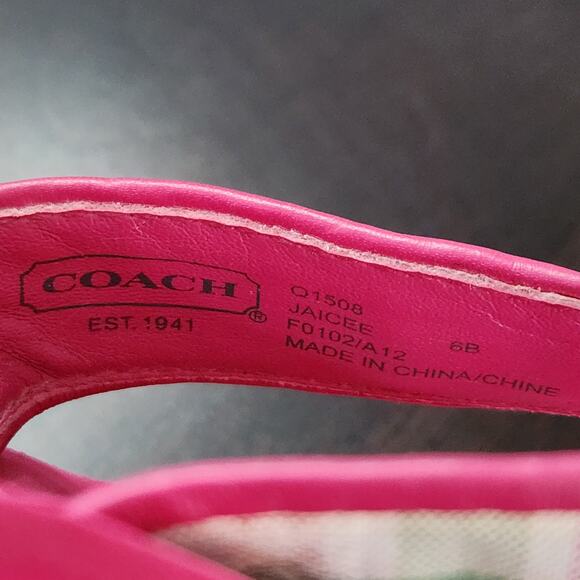 COACH®
EST. 1941
Q1508
JAICEE
F0102/A12 6B
MADE IN CHINA/CHINE